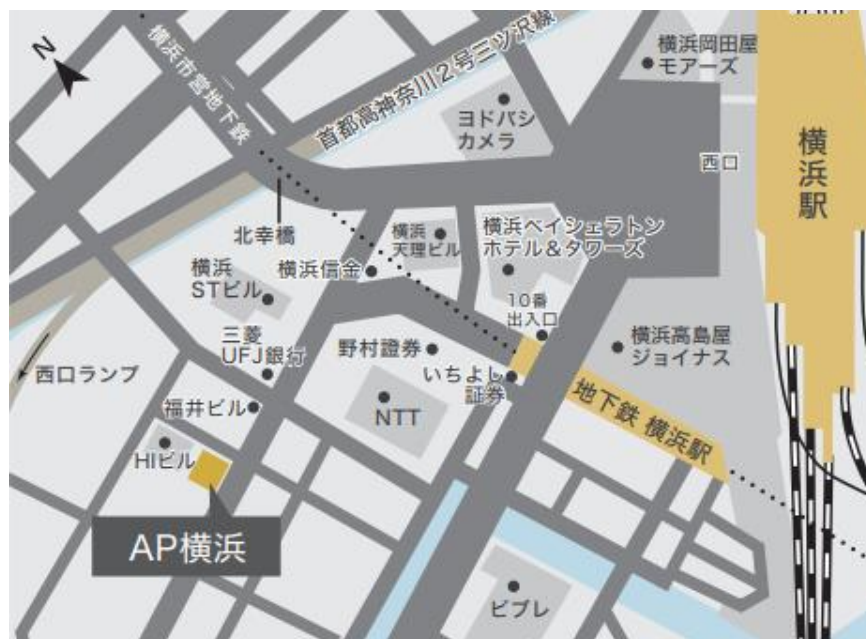 N
横浜市営地下鉄
首都高神奈川2号三ツ沢線
横浜岡田屋
モアーズ
ヨドバシ
カメラ
西口
横浜駅
北幸橋
横浜
天理ビル
横浜ベイシェラトン
ホテル&タワーズ
横浜
STビル
横浜信金
10番
出入口
三菱
UFJ銀行
野村證券
横浜高島屋
ジョイナス
西口ランプ
いちよし
証券
地下鉄 横浜駅
福井ビル
NTT
HIビル
AP横浜
ビブレ